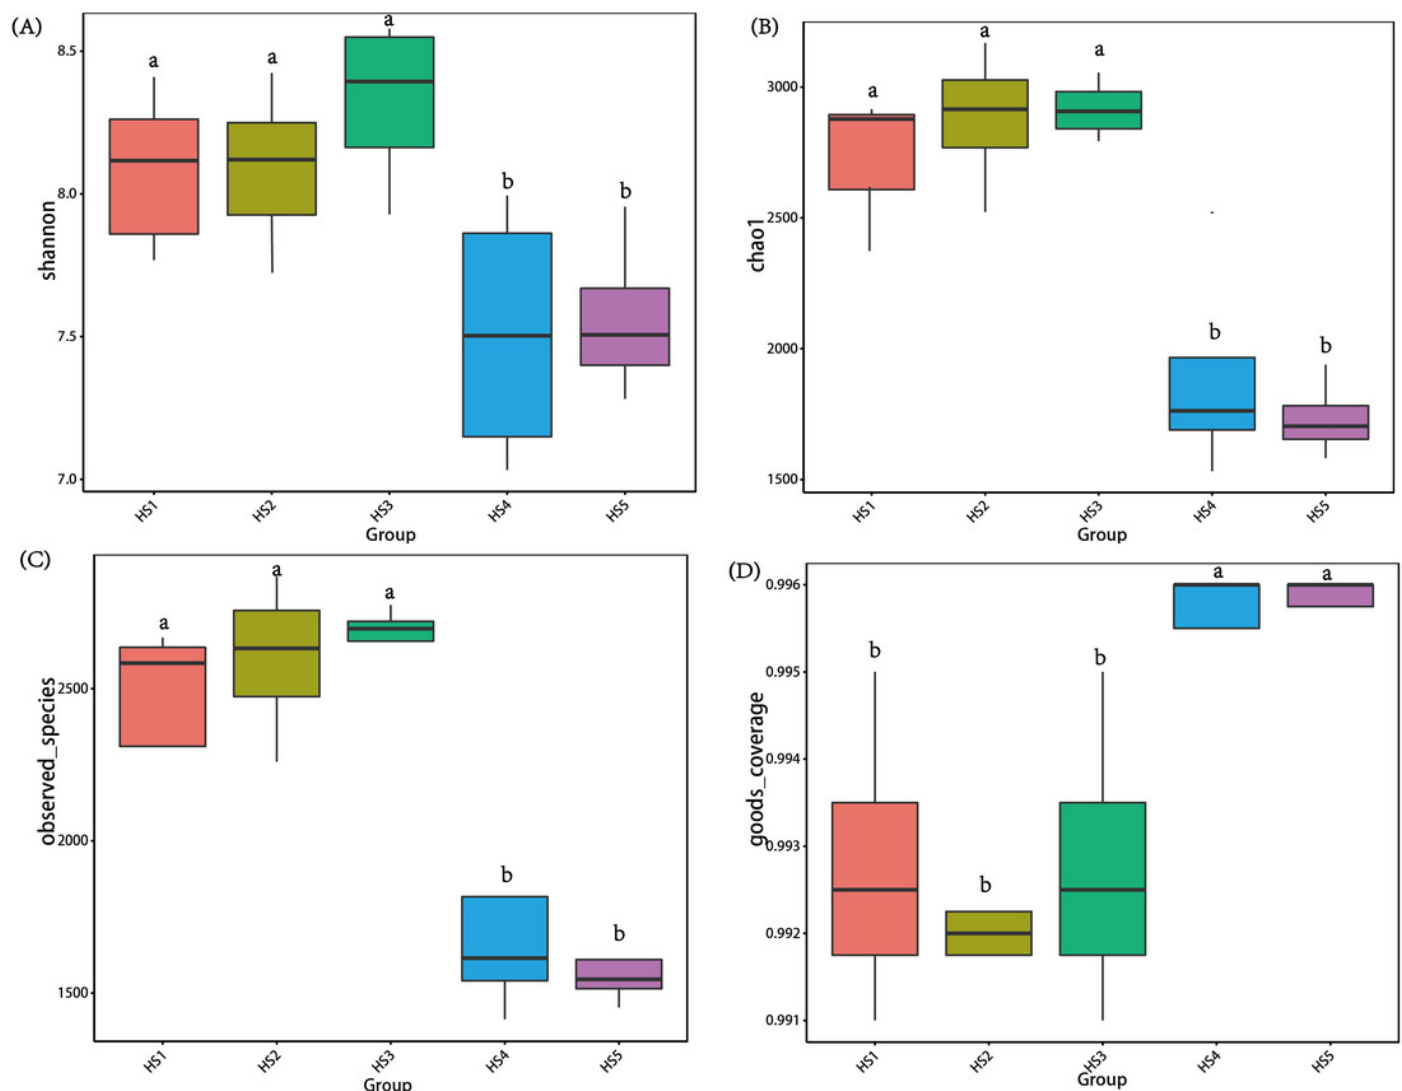 (A)
a
a
a
b
b
8.5
8.0
7.5
7.0
shannon
HS1
HS2
HS3
HS4
HS5
Group
(B)
a
a
a
b
b
3000
2500
2000
1500
chao1
HS1
HS2
HS3
HS4
HS5
Group
(C)
a
a
a
b
b
2500
2000
1500
observed_species
HS1
HS2
HS3
HS4
HS5
Group
(D)
b
b
b
a
a
0.996
0.995
0.994
0.993
0.992
0.991
goods_coverage
HS1
HS2
HS3
HS4
HS5
Group